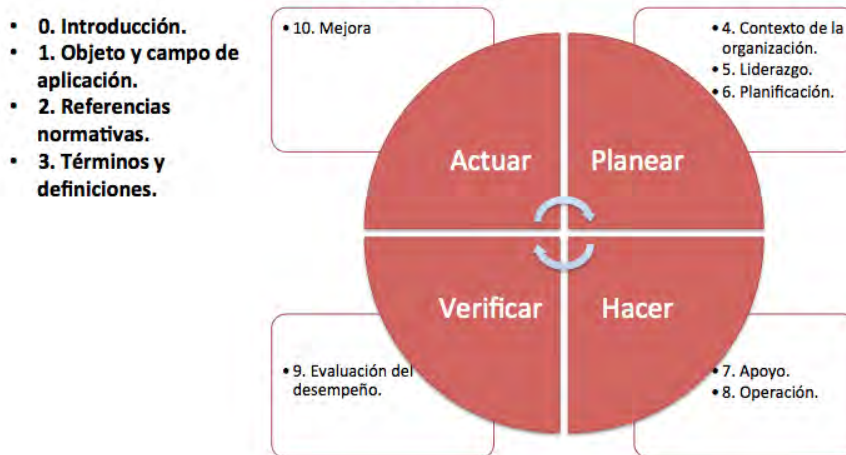 • 0. Introducción.
• 1. Objeto y campo de
aplicación.
• 2. Referencias
normativas.
• 3. Términos y
definiciones.
• 10. Mejora
• 4. Contexto de la
organización.
• 5. Liderazgo.
• 6. Planificación.
Actuar
Planear
Verificar
Hacer
• 9. Evaluación del
desempeño.
• 7. Apoyo.
• 8. Operación.